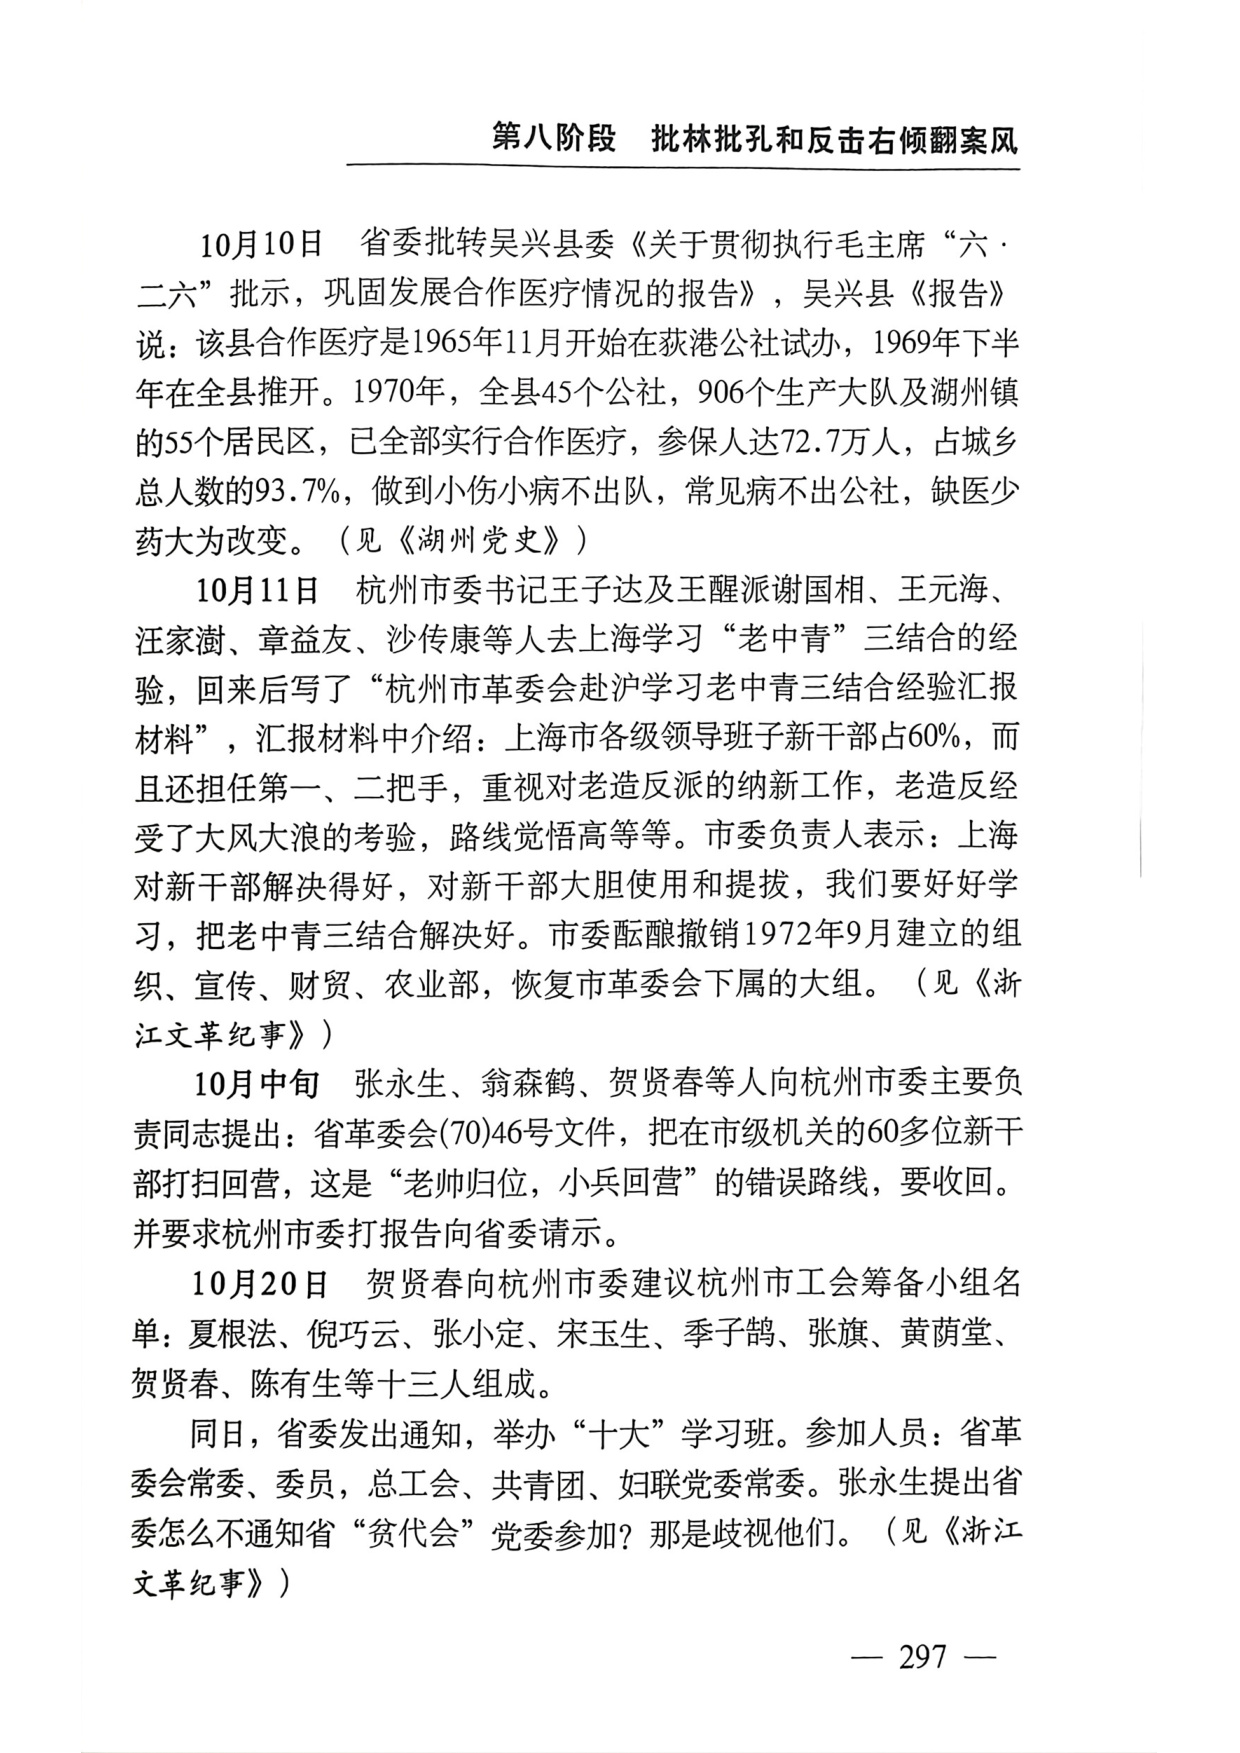 第八阶段　批林批孔和反击右倾翻案风
10月10日　省委批转吴兴县委《关于贯彻执行毛主席“六·
二六”批示，巩固发展合作医疗情况的报告》，吴兴县《报告》
说：该县合作医疗是1965年11月开始在荻港公社试办，1969年下半
年在全县推开。1970年，全县45个公社，906个生产大队及湖州镇
的55个居民区，已全部实行合作医疗，参保人达72.7万人，占城乡
总人数的93.7%，做到小伤小病不出队，常见病不出公社，缺医少
药大为改变。（见《湖州党史》）
10月11日　杭州市委书记王子达及王醒派谢国相、王元海、
汪家澍、章益友、沙传康等人去上海学习“老中青”三结合的经
验，回来后写了“杭州市革委会赴沪学习老中青三结合经验汇报
材料”，汇报材料中介绍：上海市各级领导班子新干部占60%，而
且还担任第一、二把手，重视对老造反派的纳新工作，老造反经
受了大风大浪的考验，路线觉悟高等等。市委负责人表示：上海
对新干部解决得好，对新干部大胆使用和提拔，我们要好好学
习，把老中青三结合解决好。市委酝酿撤销1972年9月建立的组
织、宣传、财贸、农业部，恢复市革委会下属的大组。（见《浙
江文革纪事》）
10月中旬　张永生、翁森鹤、贺贤春等人向杭州市委主要负
责同志提出：省革委会(70)46号文件，把在市级机关的60多位新干
部打扫回营，这是“老帅归位，小兵回营”的错误路线，要收回。
并要求杭州市委打报告向省委请示。
10月20日　贺贤春向杭州市委建议杭州市工会筹备小组名
单：夏根法、倪巧云、张小定、宋玉生、季子鹄、张旗、黄荫堂、
贺贤春、陈有生等十三人组成。
同日，省委发出通知，举办“十大”学习班。参加人员：省革
委会常委、委员，总工会、共青团、妇联党委常委。张永生提出省
委怎么不通知省“贫代会”党委参加？那是歧视他们。（见《浙江
文革纪事》）
— 297 —